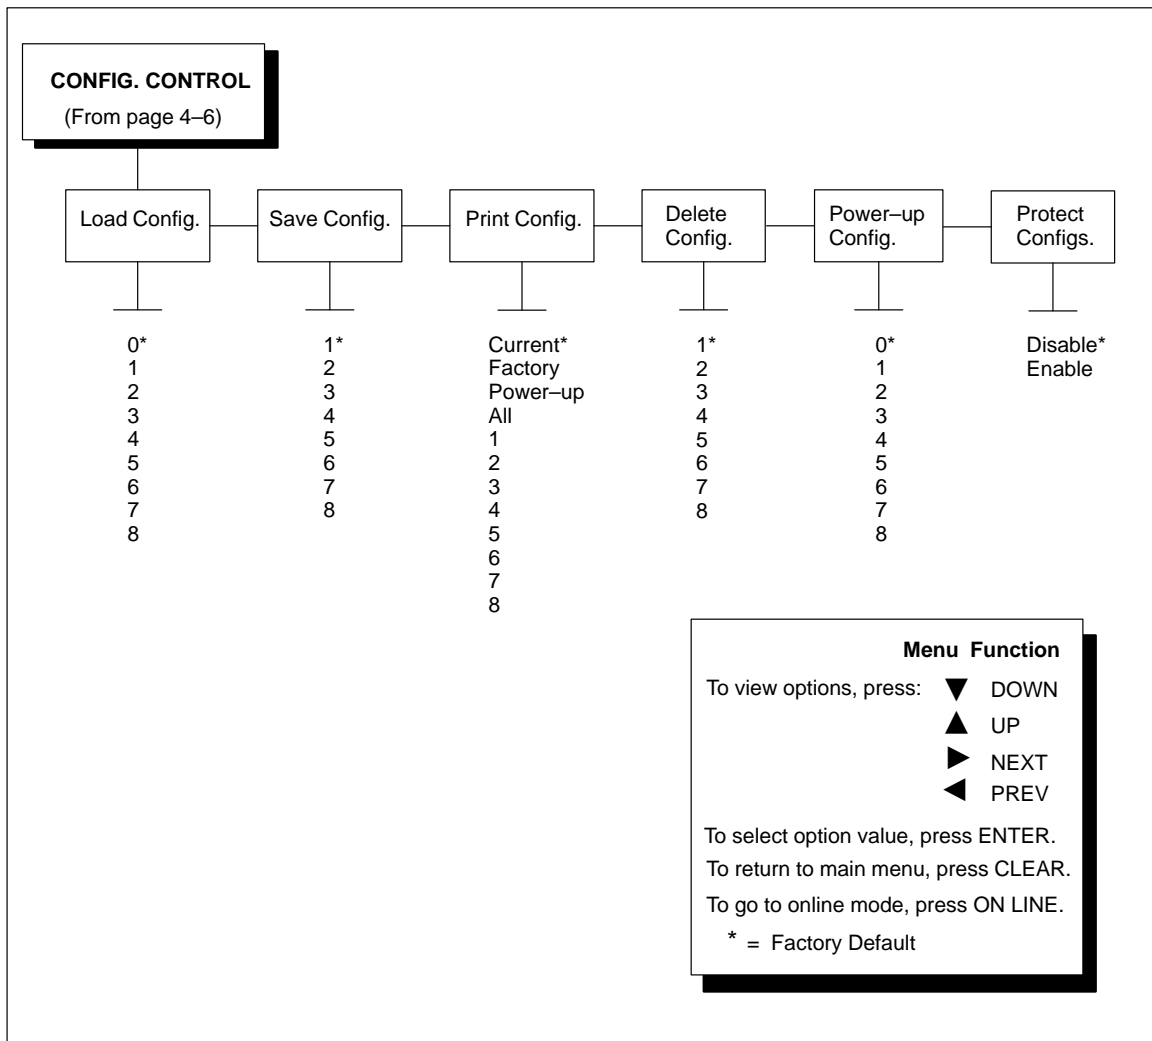 CONFIG. CONTROL
(From page 4–6)
Load Config.
Save Config.
Print Config.
Delete
Config.
Power–up
Config.
Protect
Configs.
0*
1
2
3
4
5
6
7
8
1*
2
3
4
5
6
7
8
Current*
Factory
Power–up
All
1
2
3
4
5
6
7
8
1*
2
3
4
5
6
7
8
0*
1
2
3
4
5
6
7
8
Disable*
Enable
Menu Function
To view options, press: ▼ DOWN
▲ UP
► NEXT
◄ PREV
To select option value, press ENTER.
To return to main menu, press CLEAR.
To go to online mode, press ON LINE.
* = Factory Default